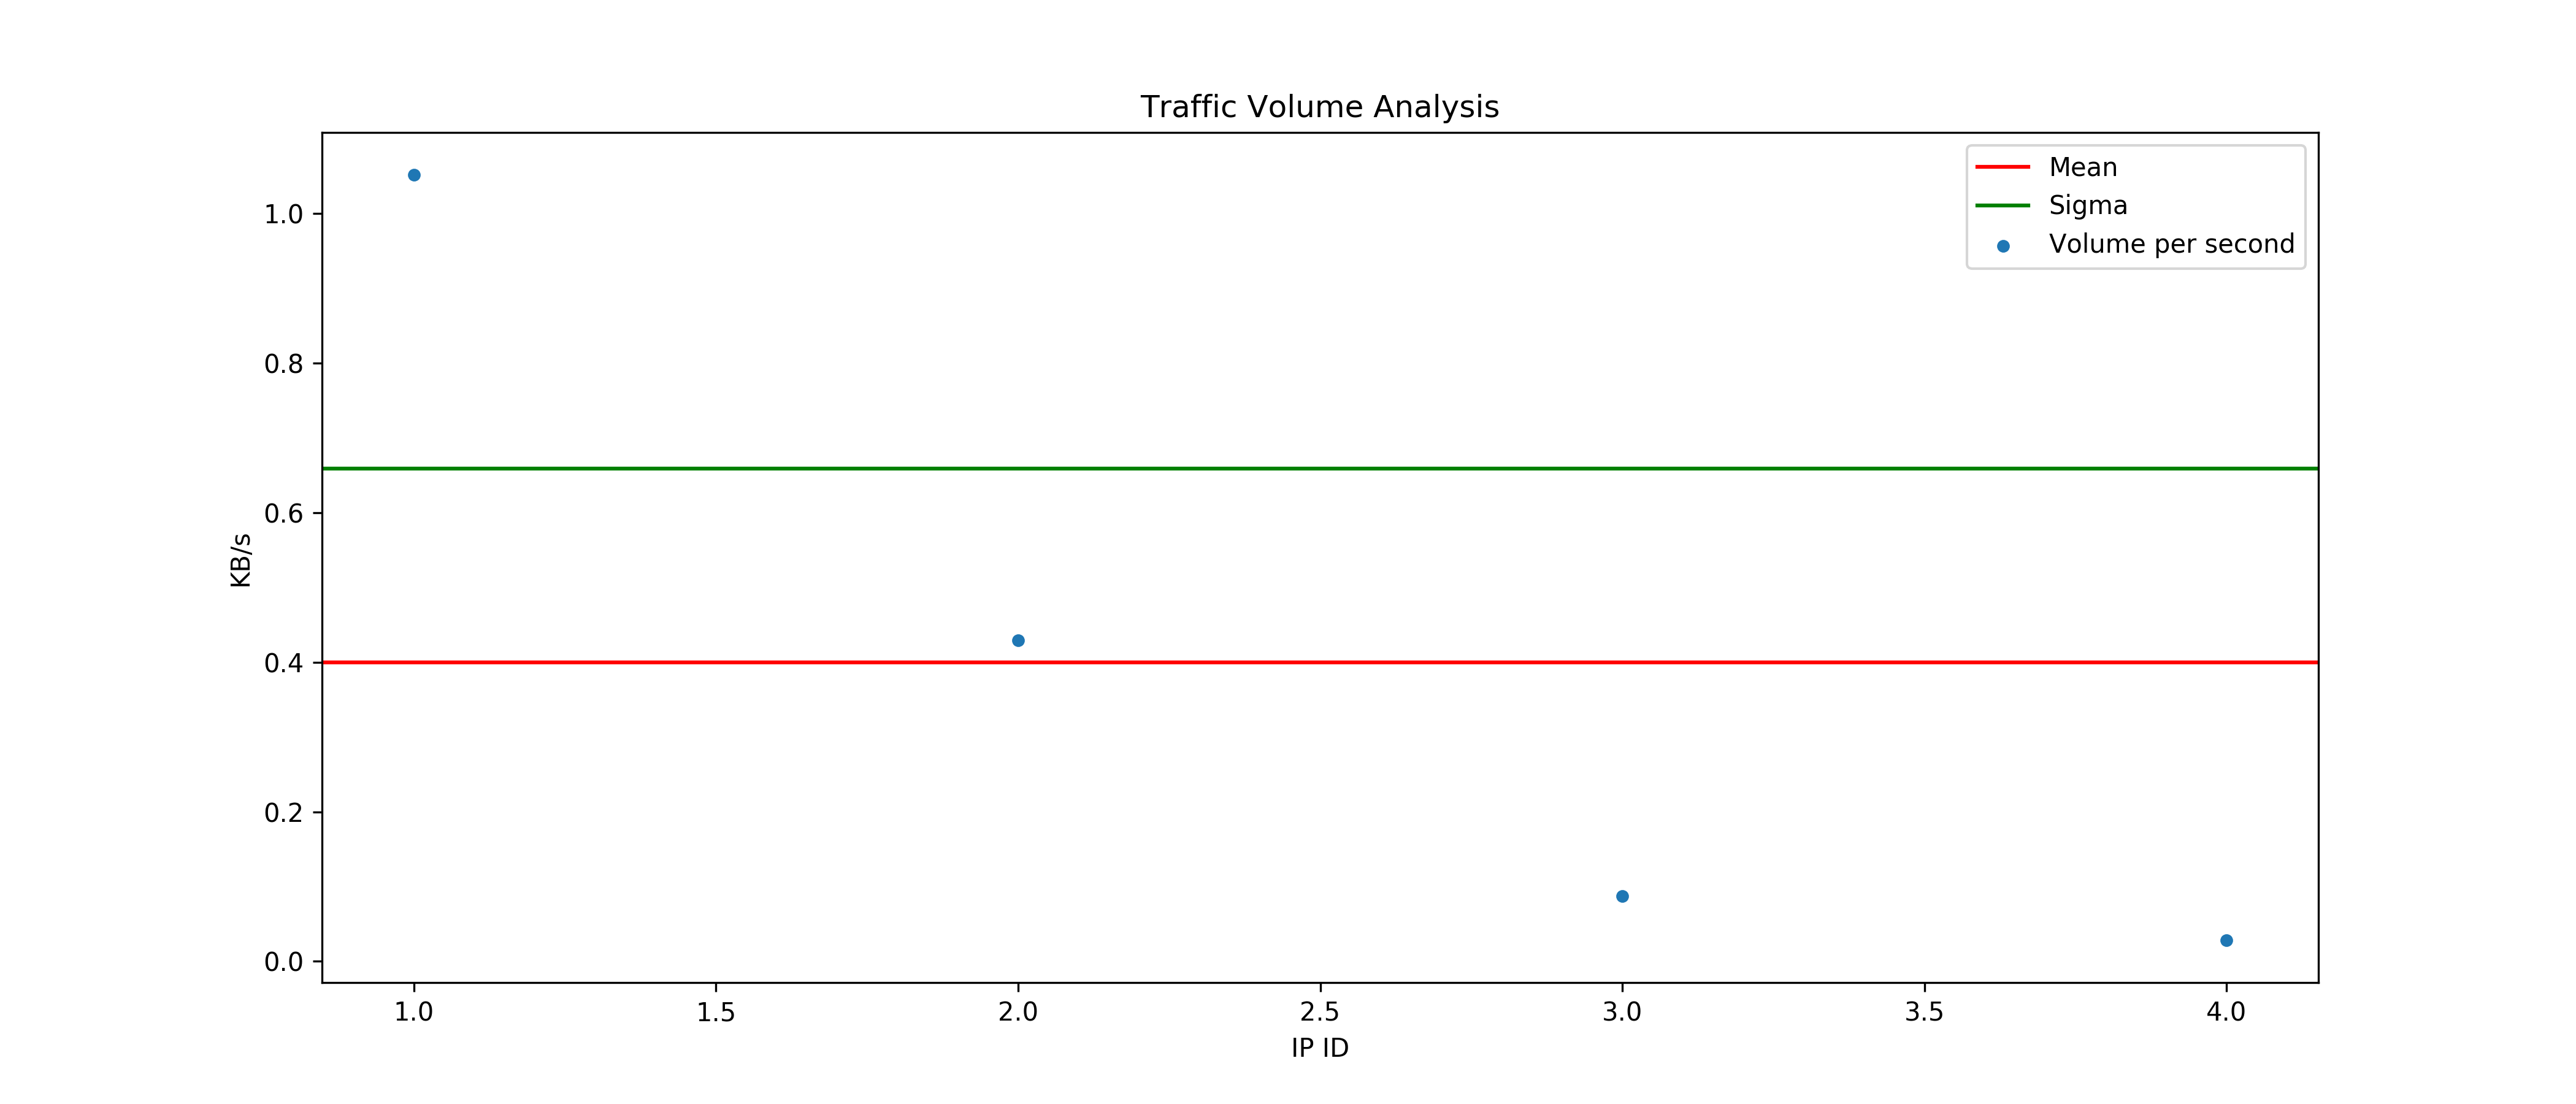 Traffic Volume Analysis
Mean
Sigma
Volume per second
1.0
0.8
0.6
0.4
0.2
0.0
KB/s
1.0 1.5 2.0 2.5 3.0 3.5 4.0
IP ID